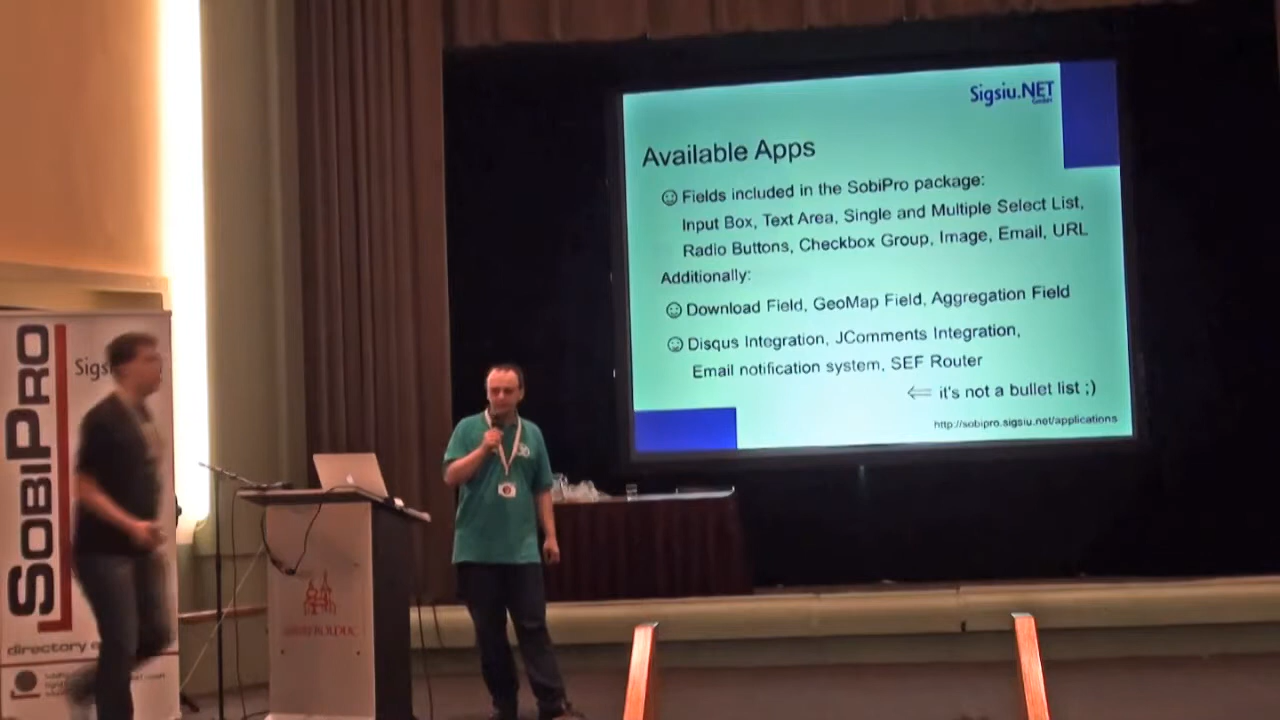 Sigsiu.NET
GmbH
Available Apps
Fields included in the SobiPro package:
Input Box, Text Area, Single and Multiple Select List,
Radio Buttons, Checkbox Group, Image, Email, URL
Additionally:
Download Field, GeoMap Field, Aggregation Field
Disqus Integration, JComments Integration,
Email notification system, SEF Router
⇐ it's not a bullet list ;)
http://sobipro.sigsiu.net/applications
SOBIPRO
directory